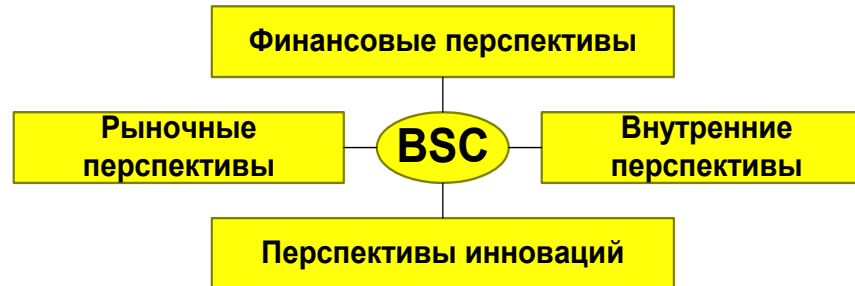 Финансовые перспективы
Рыночные
перспективы
BSC
Внутренние
перспективы
Перспективы инноваций